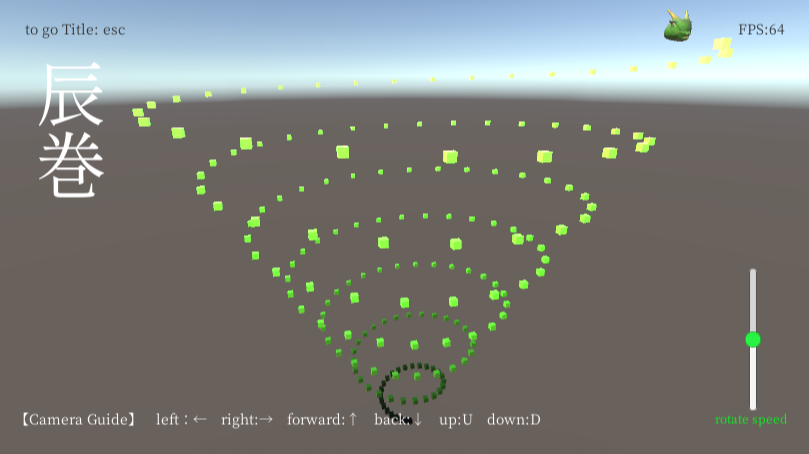 to go Title: esc
FPS:64
辰巻
【Camera Guide】 left：← right:→ forward:↑ back:↓ up:U down:D
rotate speed